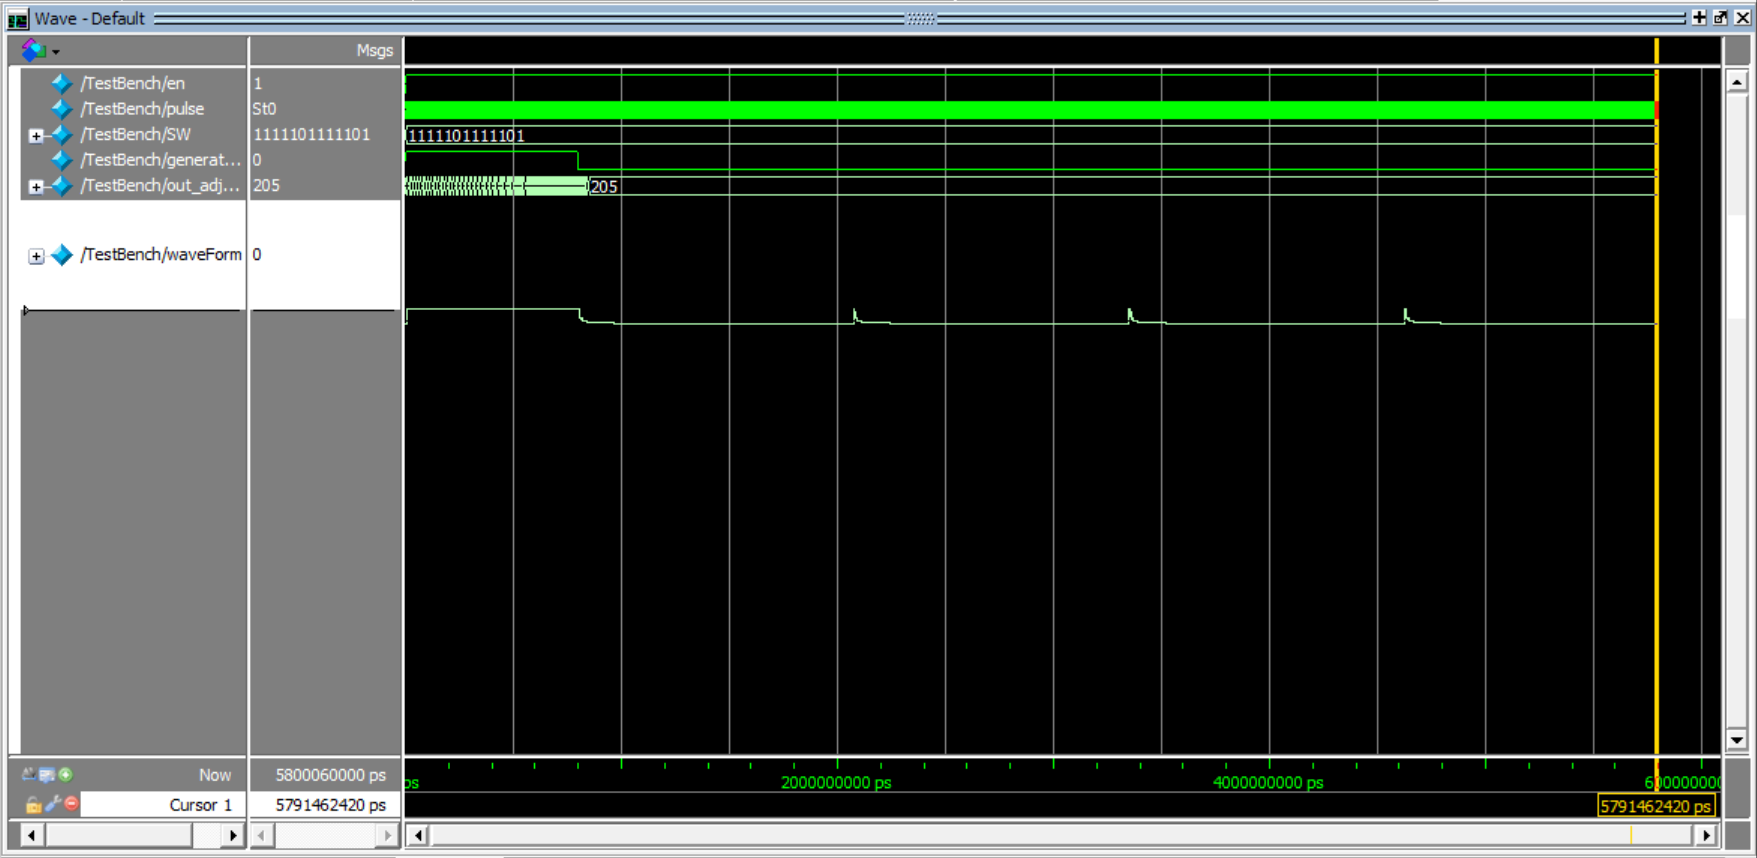 Wave - Default
Msgs
/TestBench/en 1
/TestBench/pulse St0
/TestBench/SW 1111101111101 1111101111101
/TestBench/generat... 0
/TestBench/out_adj... 205 205
/TestBench/waveForm 0
Now 5800060000 ps ps 2000000000 ps 4000000000 ps
Cursor 1 5791462420 ps 5791462420 ps